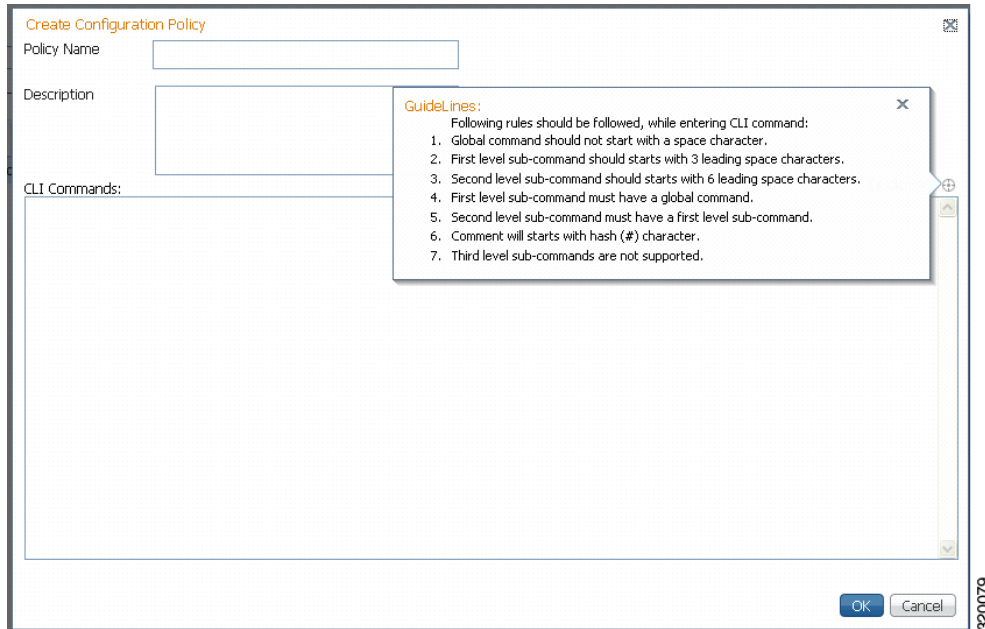 Create Configuration Policy
Policy Name
Description
GuideLines:
Following rules should be followed, while entering CLI command:
1. Global command should not start with a space character.
2. First level sub-command should starts with 3 leading space characters.
3. Second level sub-command should starts with 6 leading space characters.
4. First level sub-command must have a global command.
5. Second level sub-command must have a first level sub-command.
6. Comment will starts with hash (#) character.
7. Third level sub-commands are not supported.
CLI Commands:
OK Cancel
320079